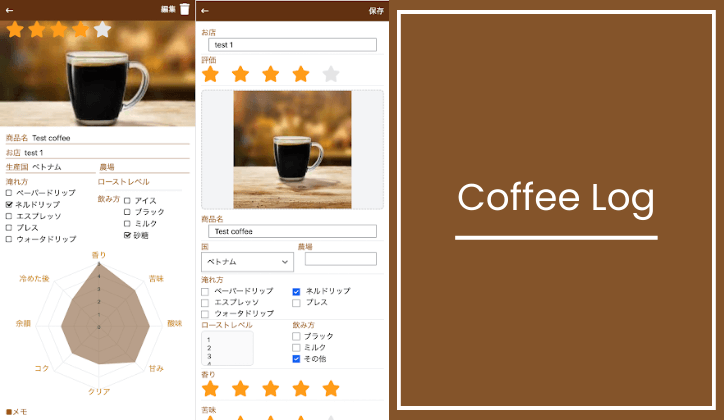 ← 編集
商品名 Test coffee
お店 test 1
生産国 ベトナム 農場
淹れ方 ローストレベル
ペーパードリップ
ネルドリップ
エスプレッソ
プレス
ウォータドリップ
飲み方
アイス
ブラック
ミルク
砂糖
香り
苦味
酸味
甘み
クリア
コク
余韻
冷めた後
4
3
2
1
0
■メモ
← 保存
お店
test 1
評価
商品名
Test coffee
国 農場
ベトナム
淹れ方
ペーパードリップ ネルドリップ
エスプレッソ プレス
ウォータドリップ
ローストレベル 飲み方
1
2
3
4
ブラック
ミルク
その他
香り
苦味
Coffee Log